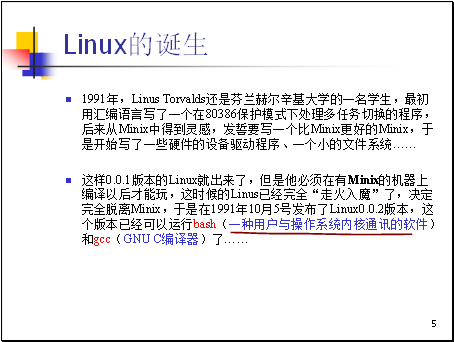 Linux的诞生
1991年，Linus Torvalds还是芬兰赫尔辛基大学的一名学生，最初
用汇编语言写了一个在80386保护模式下处理多任务切换的程序，
后来从Minix中得到灵感，发誓要写一个比Minix更好的Minix，于
是开始写了一些硬件的设备驱动程序、一个小的文件系统……
这样0.0.1版本的Linux就出来了，但是他必须在有Minix的机器上
编译以后才能玩，这时候的Linus已经完全“走火入魔”了，决定
完全脱离Minix，于是在1991年10月5号发布了Linux0.0.2版本，这
个版本已经可以运行bash（一种用户与操作系统内核通讯的软件）
和gcc（GNU C编译器）了……
5